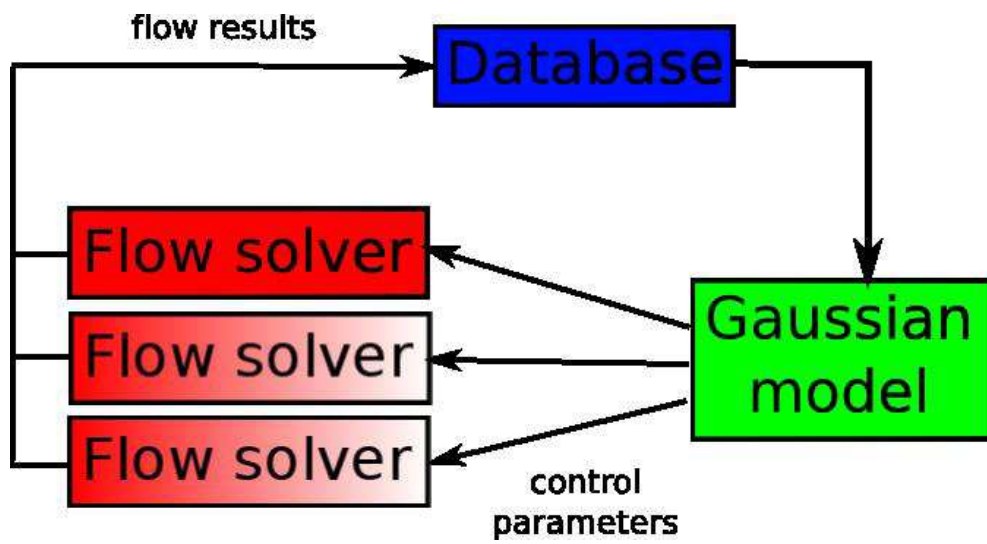 flow results
Database
Flow solver
Gaussian
model
Flow solver
Flow solver
control
parameters